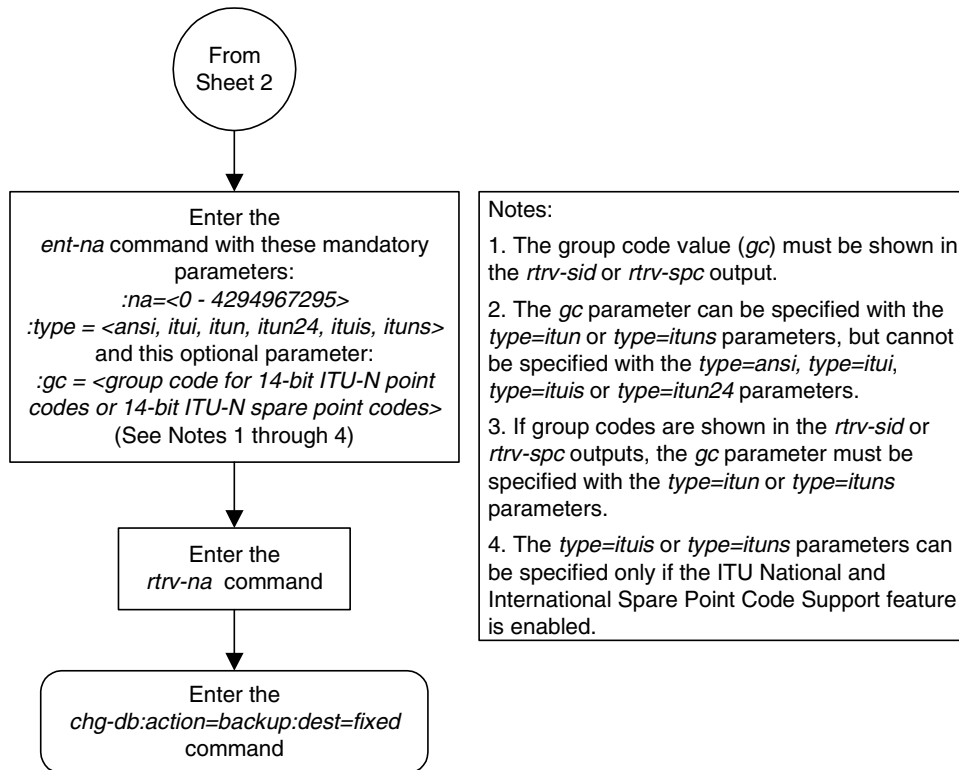 From
Sheet 2
Enter the
ent-na command with these mandatory
parameters:
:na=<0 - 4294967295>
:type = <ansi, itui, itun, itun24, ituis, ituns>
and this optional parameter:
:gc = <group code for 14-bit ITU-N point
codes or 14-bit ITU-N spare point codes>
(See Notes 1 through 4)
Enter the
rtrv-na command
Enter the
chg-db:action=backup:dest=fixed
command
Notes:
1. The group code value (gc) must be shown in
the rtrv-sid or rtrv-spc output.
2. The gc parameter can be specified with the
type=itun or type=ituns parameters, but cannot
be specified with the type=ansi, type=itui,
type=ituis or type=itun24 parameters.
3. If group codes are shown in the rtrv-sid or
rtrv-spc outputs, the gc parameter must be
specified with the type=itun or type=ituns
parameters.
4. The type=ituis or type=ituns parameters can
be specified only if the ITU National and
International Spare Point Code Support feature
is enabled.